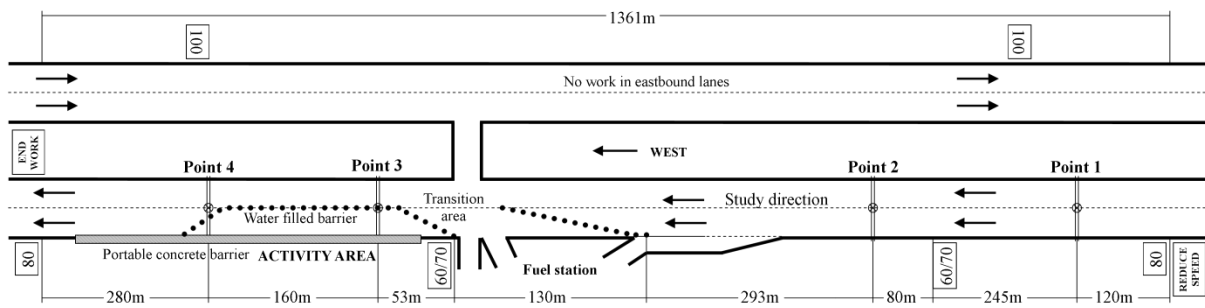 1361m
100
100
No work in eastbound lanes
END
WORK
WEST
Point 4
Point 3
Point 2
Point 1
Transition
area
Study direction
Water filled barrier
Portable concrete barrier
ACTIVITY AREA
Fuel station
80
60/70
60/70
80
REDUCE
SPEED
280m
160m
53m
130m
293m
80m
245m
120m